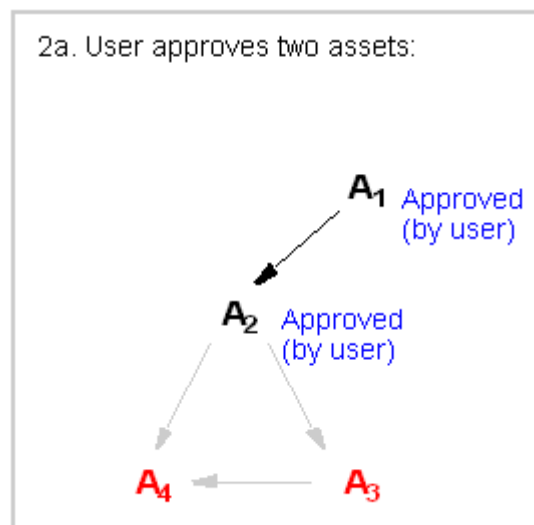 2a. User approves two assets:
A1 Approved
(by user)
A2 Approved
(by user)
A4 A3